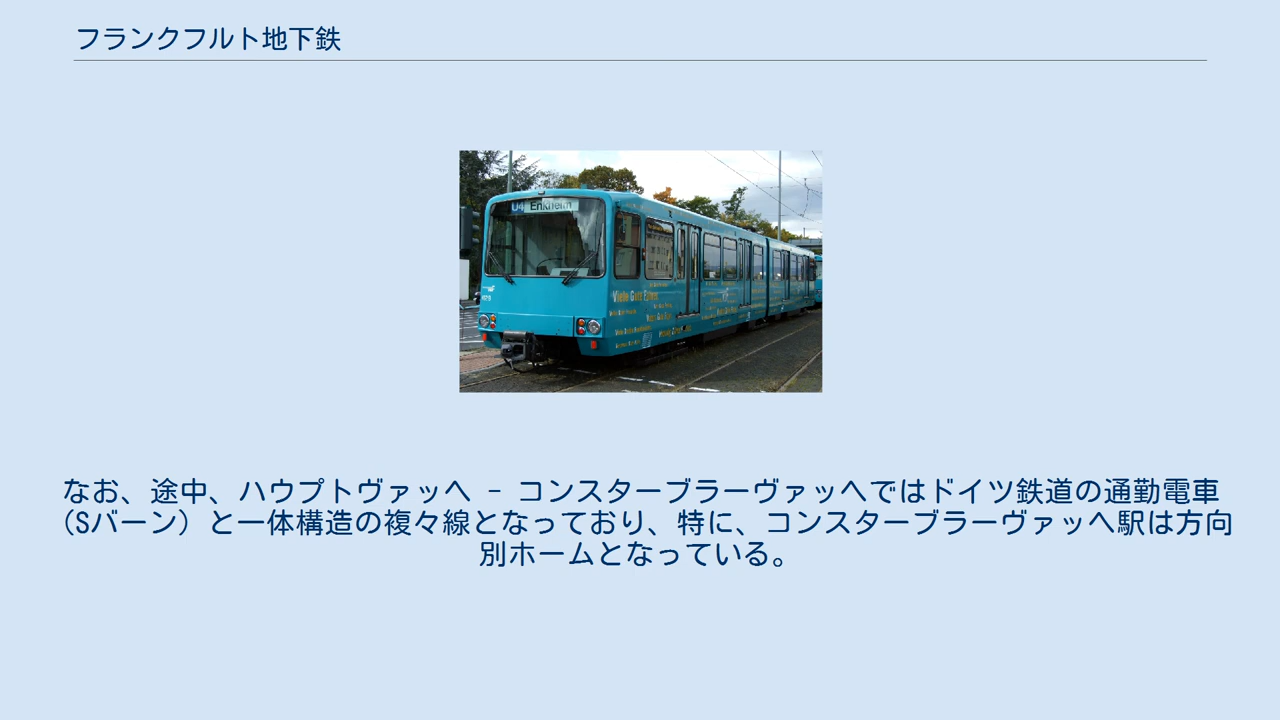 フランクフルト地下鉄
U4 Enkheim
なお、途中、ハウプトヴァッヘ - コンスターブラーヴァッヘではドイツ鉄道の通勤電車
(Sバーン) と一体構造の複々線となっており、特に、コンスターブラーヴァッヘ駅は方向
別ホームとなっている。